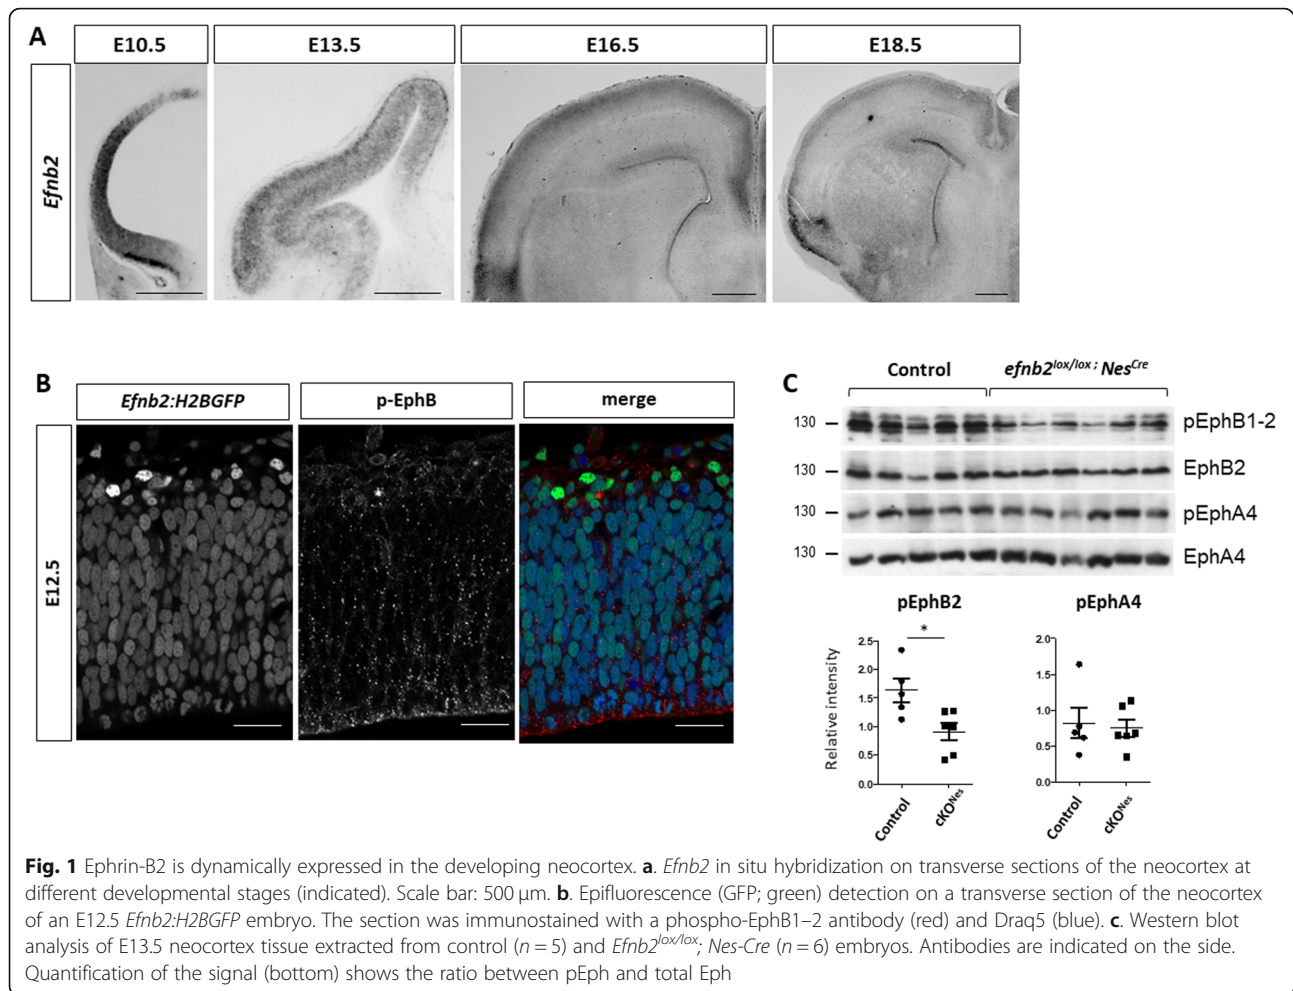 A
E10.5
E13.5
E16.5
E18.5
Efnb2
B
Efnb2:H2BGFP
p-EphB
merge
E12.5
C
Control
efnb2lox/lox; NesCre
130
pEphB1-2
130
EphB2
130
pEphA4
130
EphA4
pEphB2
pEphA4
Relative intensity
2.5
2.0
1.5
1.0
0.5
0.0
*
Control
cKONes
2.0
1.5
1.0
0.5
0.0
Control
cKONes
Fig. 1 Ephrin-B2 is dynamically expressed in the developing neocortex. a. Efnb2 in situ hybridization on transverse sections of the neocortex at
different developmental stages (indicated). Scale bar: 500 μm. b. Epifluorescence (GFP; green) detection on a transverse section of the neocortex
of an E12.5 Efnb2:H2BGFP embryo. The section was immunostained with a phospho-EphB1–2 antibody (red) and Draq5 (blue). c. Western blot
analysis of E13.5 neocortex tissue extracted from control (n = 5) and Efnb2lox/lox; Nes-Cre (n = 6) embryos. Antibodies are indicated on the side.
Quantification of the signal (bottom) shows the ratio between pEph and total Eph